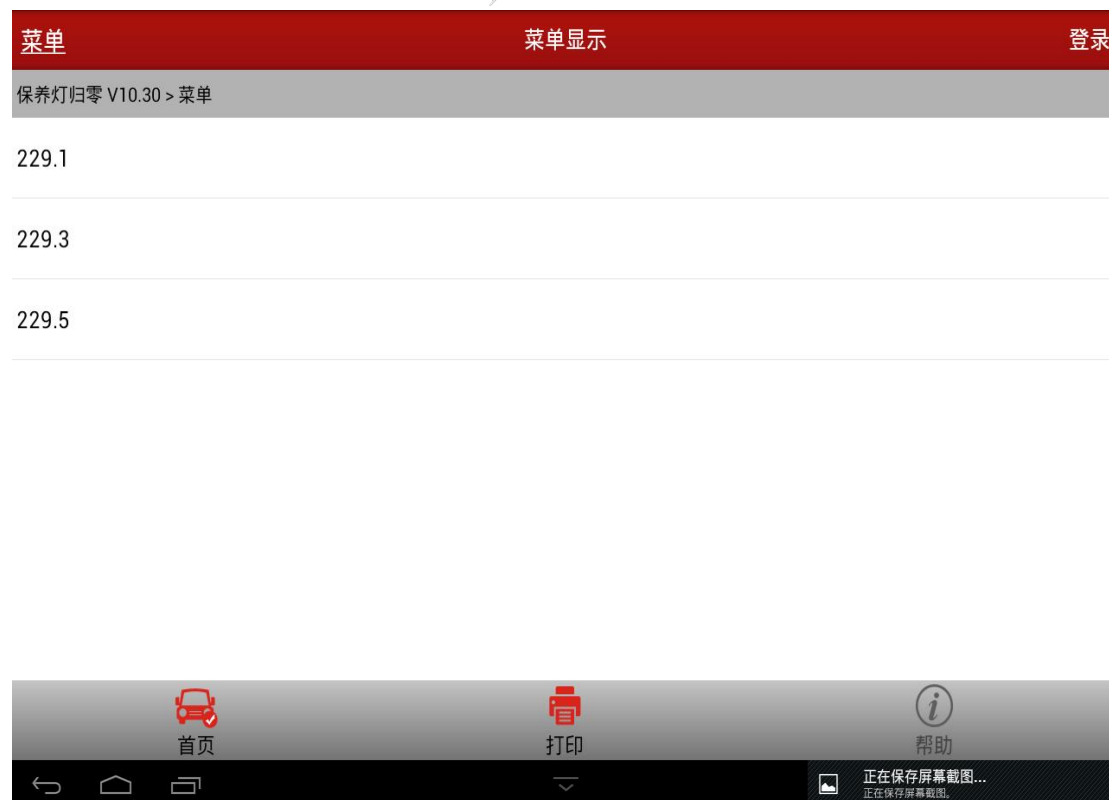 菜单
菜单显示
登录
保养灯归零 V10.30 > 菜单
229.1
229.3
229.5
首页
打印
帮助
正在保存屏幕截图...
正在保存屏幕截图。